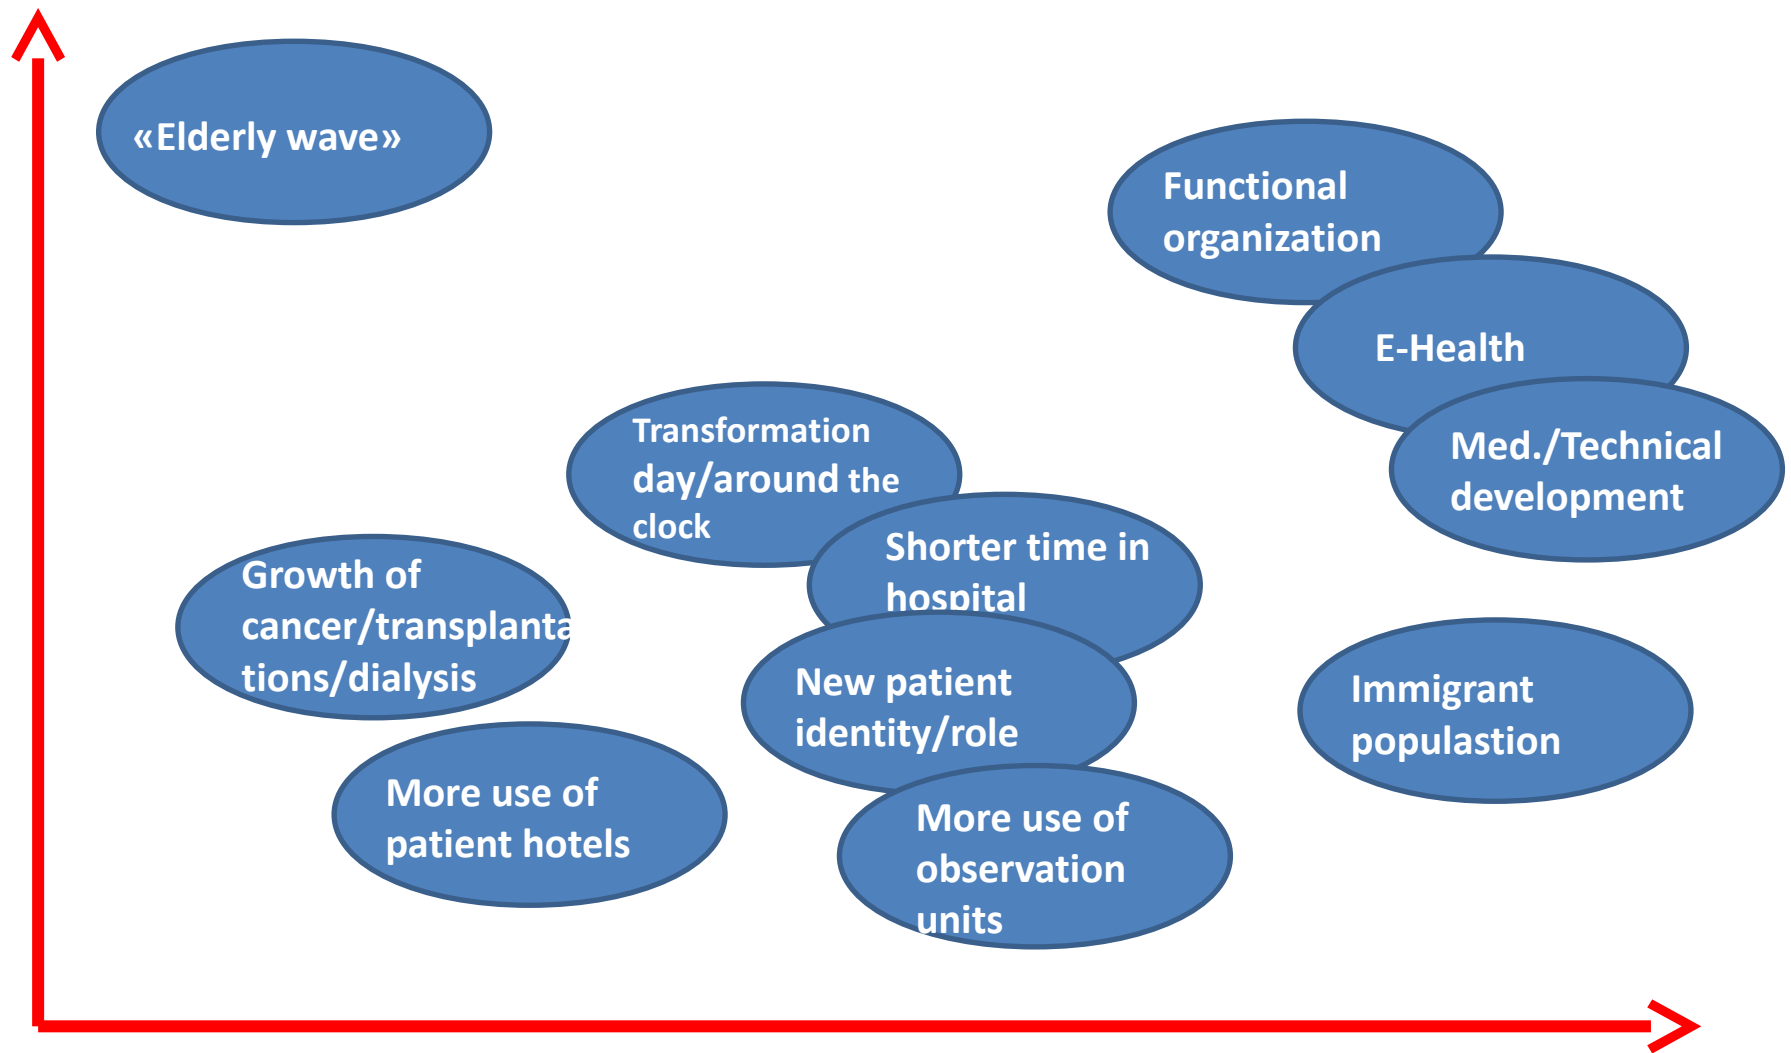 «Elderly wave»
Functional
organization
E-Health
Med./Technical
development
Transformation
day/around the
clock
Shorter time in
hospital
Growth of
cancer/transplanta
tions/dialysis
New patient
identity/role
Immigrant
populastion
More use of
patient hotels
More use of
observation
units